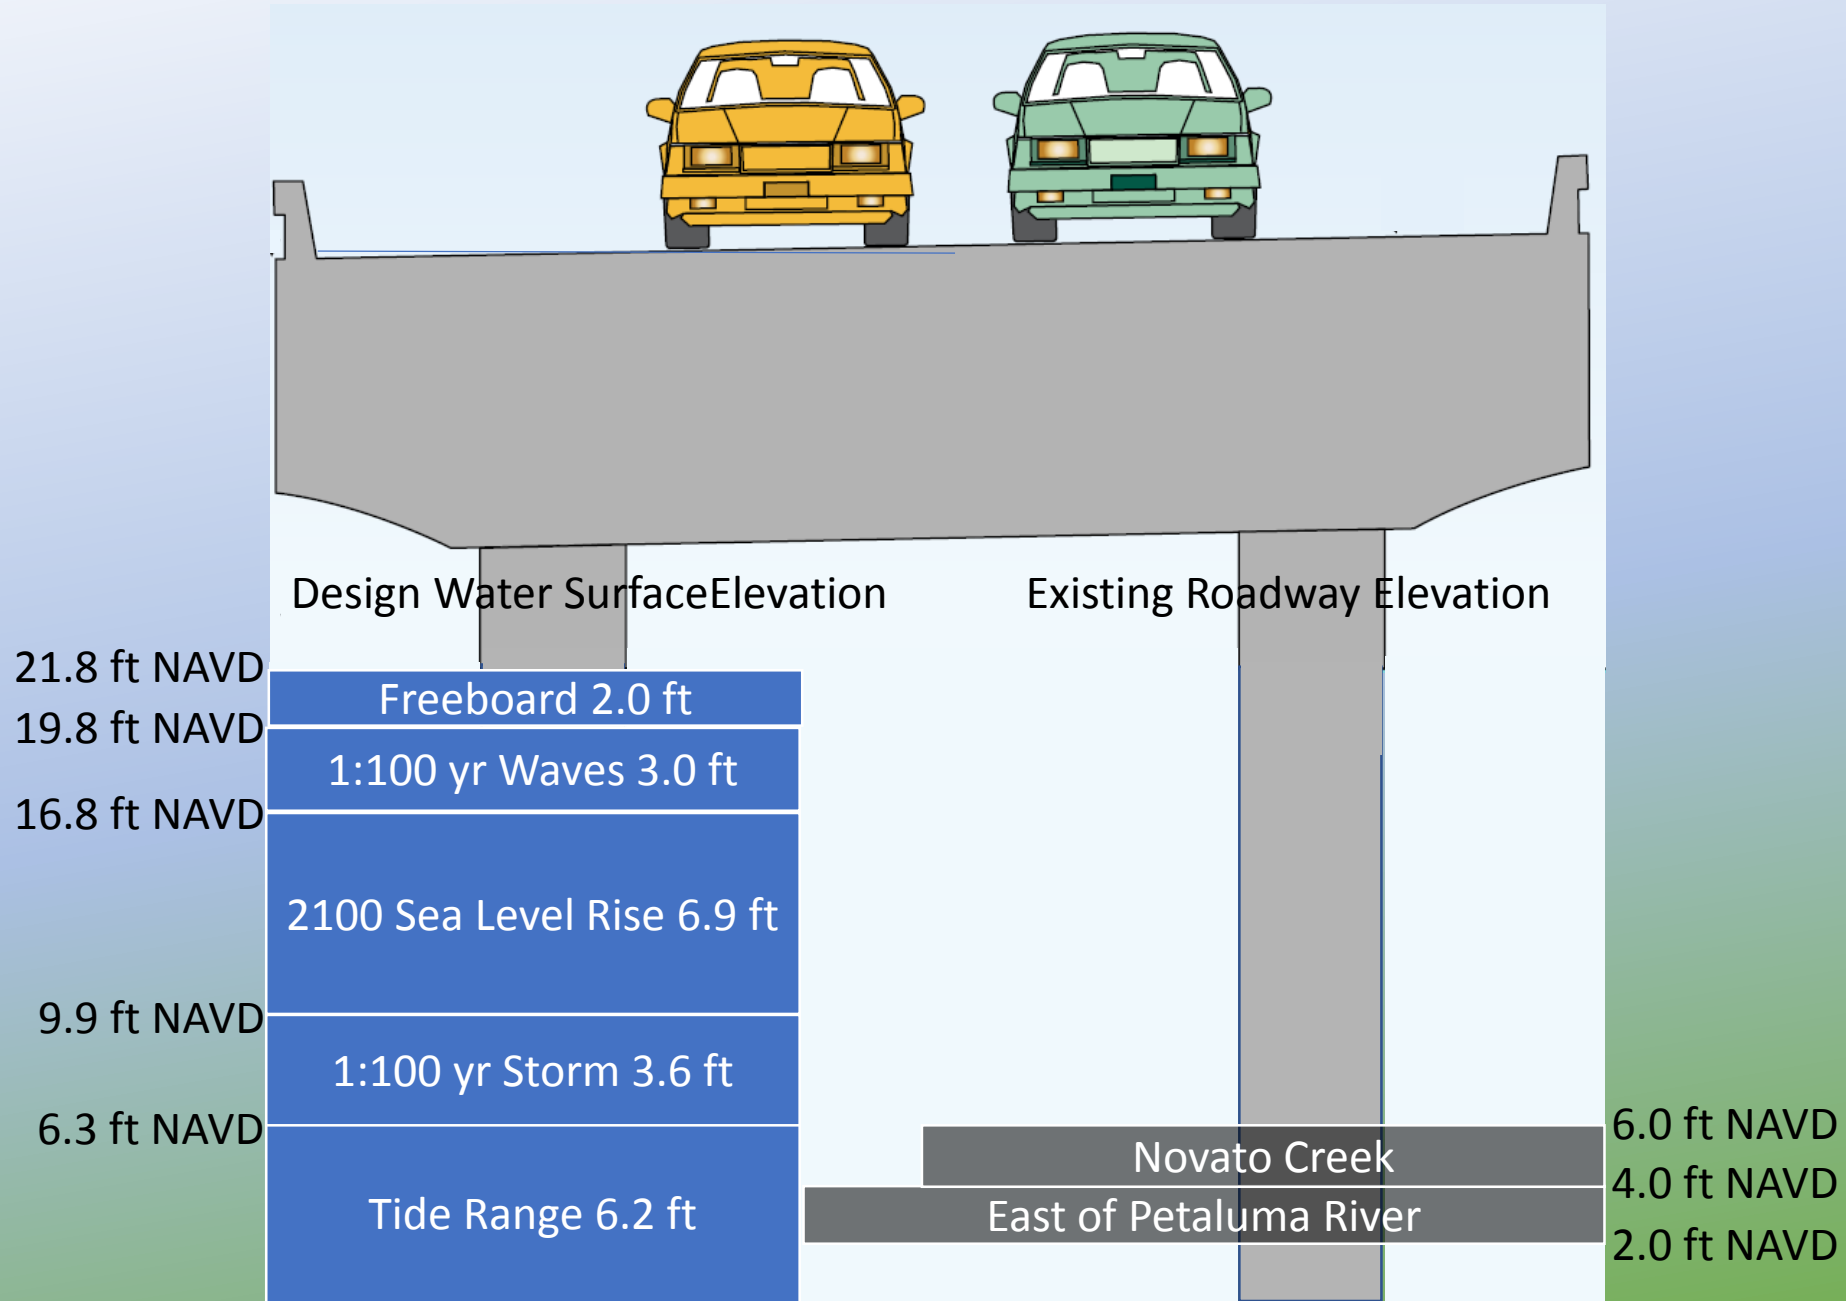 Design Water SurfaceElevation
Existing Roadway Elevation
21.8 ft NAVD
Freeboard 2.0 ft
19.8 ft NAVD
1:100 yr Waves 3.0 ft
16.8 ft NAVD
2100 Sea Level Rise 6.9 ft
9.9 ft NAVD
1:100 yr Storm 3.6 ft
6.3 ft NAVD
Tide Range 6.2 ft
6.0 ft NAVD
Novato Creek
4.0 ft NAVD
East of Petaluma River
2.0 ft NAVD